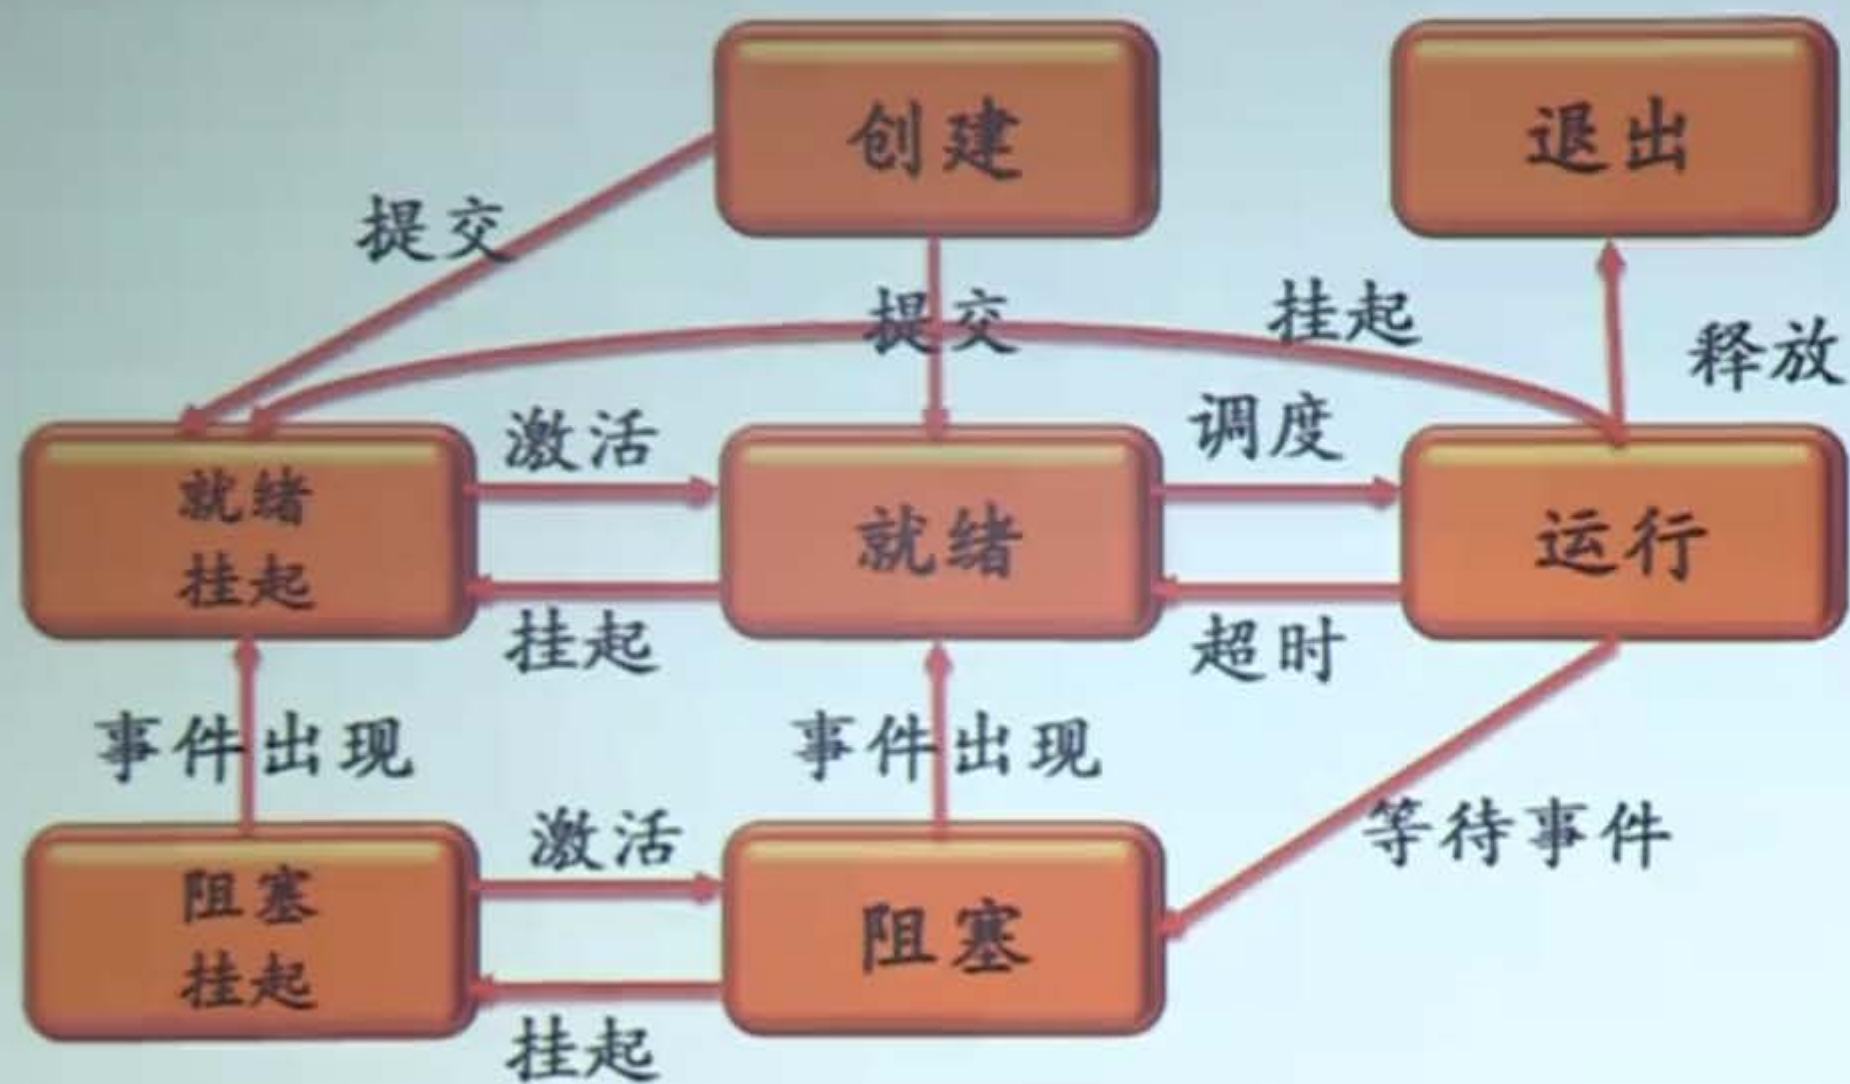 创建
退出
提交
提交
挂起
释放
激活
调度
就绪
挂起
就绪
运行
挂起
超时
事件出现
事件出现
等待事件
激活
阻塞
挂起
阻塞
挂起